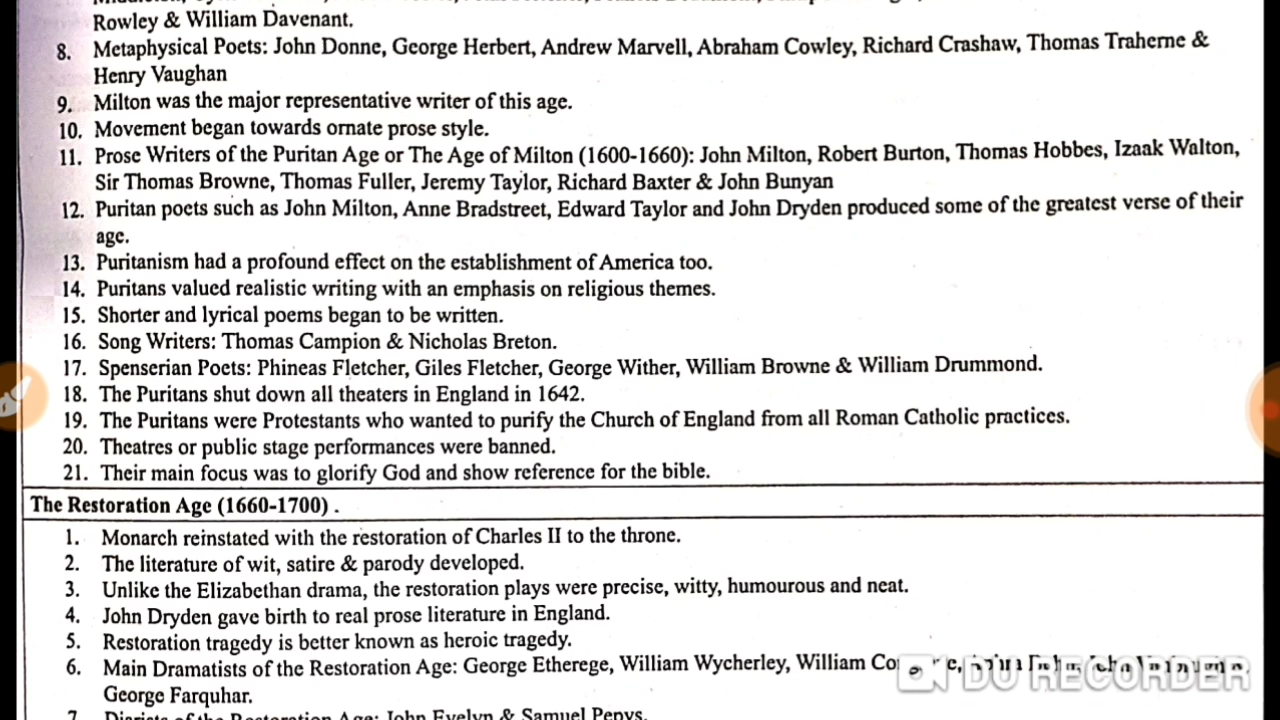 Rowley & William Davenant.
8. Metaphysical Poets: John Donne, George Herbert, Andrew Marvell, Abraham Cowley, Richard Crashaw, Thomas Traherne &
Henry Vaughan
9. Milton was the major representative writer of this age.
10. Movement began towards ornate prose style.
11. Prose Writers of the Puritan Age or The Age of Milton (1600-1660): John Milton, Robert Burton, Thomas Hobbes, Izaak Walton,
Sir Thomas Browne, Thomas Fuller, Jeremy Taylor, Richard Baxter & John Bunyan
12. Puritan poets such as John Milton, Anne Bradstreet, Edward Taylor and John Dryden produced some of the greatest verse of their
age.
13. Puritanism had a profound effect on the establishment of America too.
14. Puritans valued realistic writing with an emphasis on religious themes.
15. Shorter and lyrical poems began to be written.
16. Song Writers: Thomas Campion & Nicholas Breton.
17. Spenserian Poets: Phineas Fletcher, Giles Fletcher, George Wither, William Browne & William Drummond.
18. The Puritans shut down all theaters in England in 1642.
19. The Puritans were Protestants who wanted to purify the Church of England from all Roman Catholic practices.
20. Theatres or public stage performances were banned.
21. Their main focus was to glorify God and show reference for the bible.
The Restoration Age (1660-1700) .
1. Monarch reinstated with the restoration of Charles II to the throne.
2. The literature of wit, satire & parody developed.
3. Unlike the Elizabethan drama, the restoration plays were precise, witty, humourous and neat.
4. John Dryden gave birth to real prose literature in England.
5. Restoration tragedy is better known as heroic tragedy.
6. Main Dramatists of the Restoration Age: George Etherege, William Wycherley, William
George Farquhar.
7. Diarists of the Restoration Age: John Evelyn & Samuel Pepys.
DU RECORDER